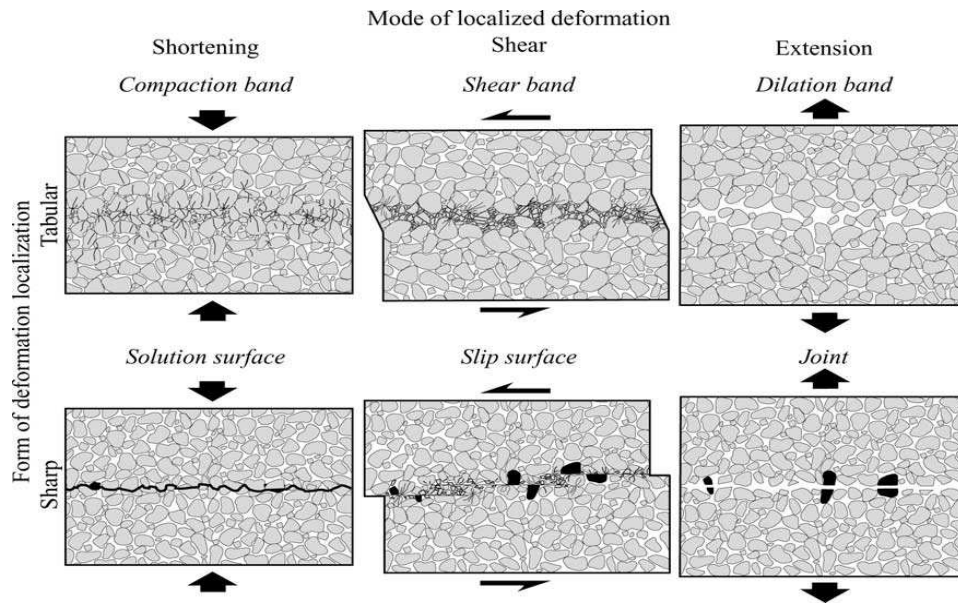 Mode of localized deformation
Shortening
Shear
Extension
Compaction band
Shear band
Dilation band
Form of deformation localization
Tabular
Solution surface
Slip surface
Joint
Sharp